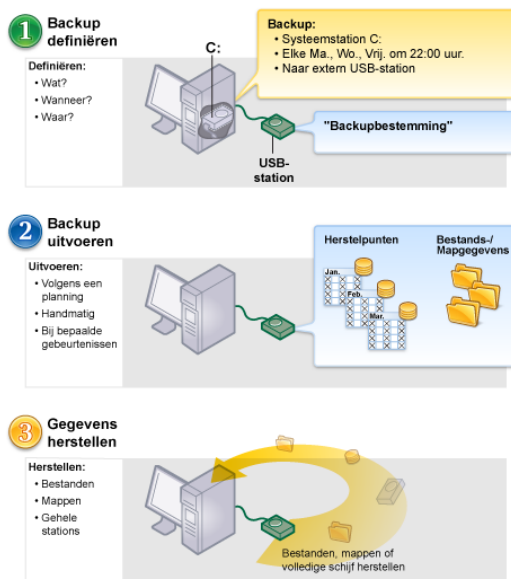 1 Backup
definiëren
Definiëren:
• Wat?
• Wanneer?
• Waar?
C:
Backup:
• Systeemstation C:
• Elke Ma., Wo., Vrij. om 22:00 uur.
• Naar extern USB-station
"Backupbestemming"
USB-
station
2 Backup
uitvoeren
Uitvoeren:
• Volgens een
planning
• Handmatig
• Bij bepaalde
gebeurtenissen
Herstelpunten
Jan.
Feb.
Mar.
Bestands-/
Mapgegevens
3 Gegevens
herstellen
Herstellen:
• Bestanden
• Mappen
• Gehele
stations
Bestanden, mappen of
volledige schijf herstellen